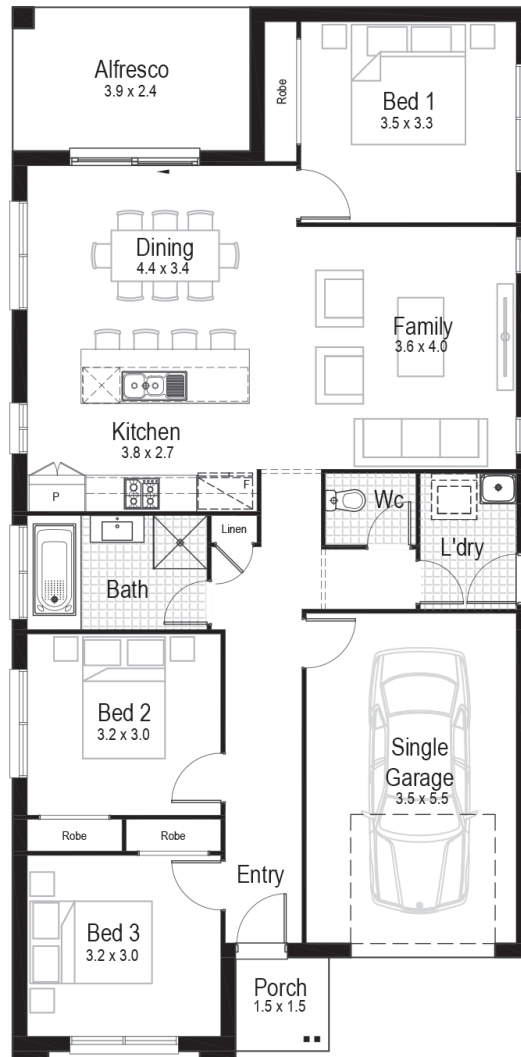 Alfresco
3.9 x 2.4
Robe
Bed 1
3.5 x 3.3
Dining
4.4 x 3.4
Family
3.6 x 4.0
Kitchen
3.8 x 2.7
P
F
Linen
Wc
L'dry
Bath
Bed 2
3.2 x 3.0
Single
Garage
3.5 x 5.5
Robe
Robe
Entry
Bed 3
3.2 x 3.0
Porch
1.5 x 1.5